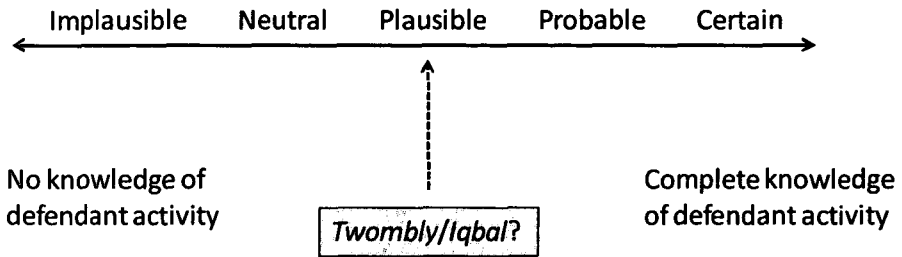 Implausible Neutral Plausible Probable Certain
No knowledge of
defendant activity
Complete knowledge
of defendant activity
Twombly/Iqbal?